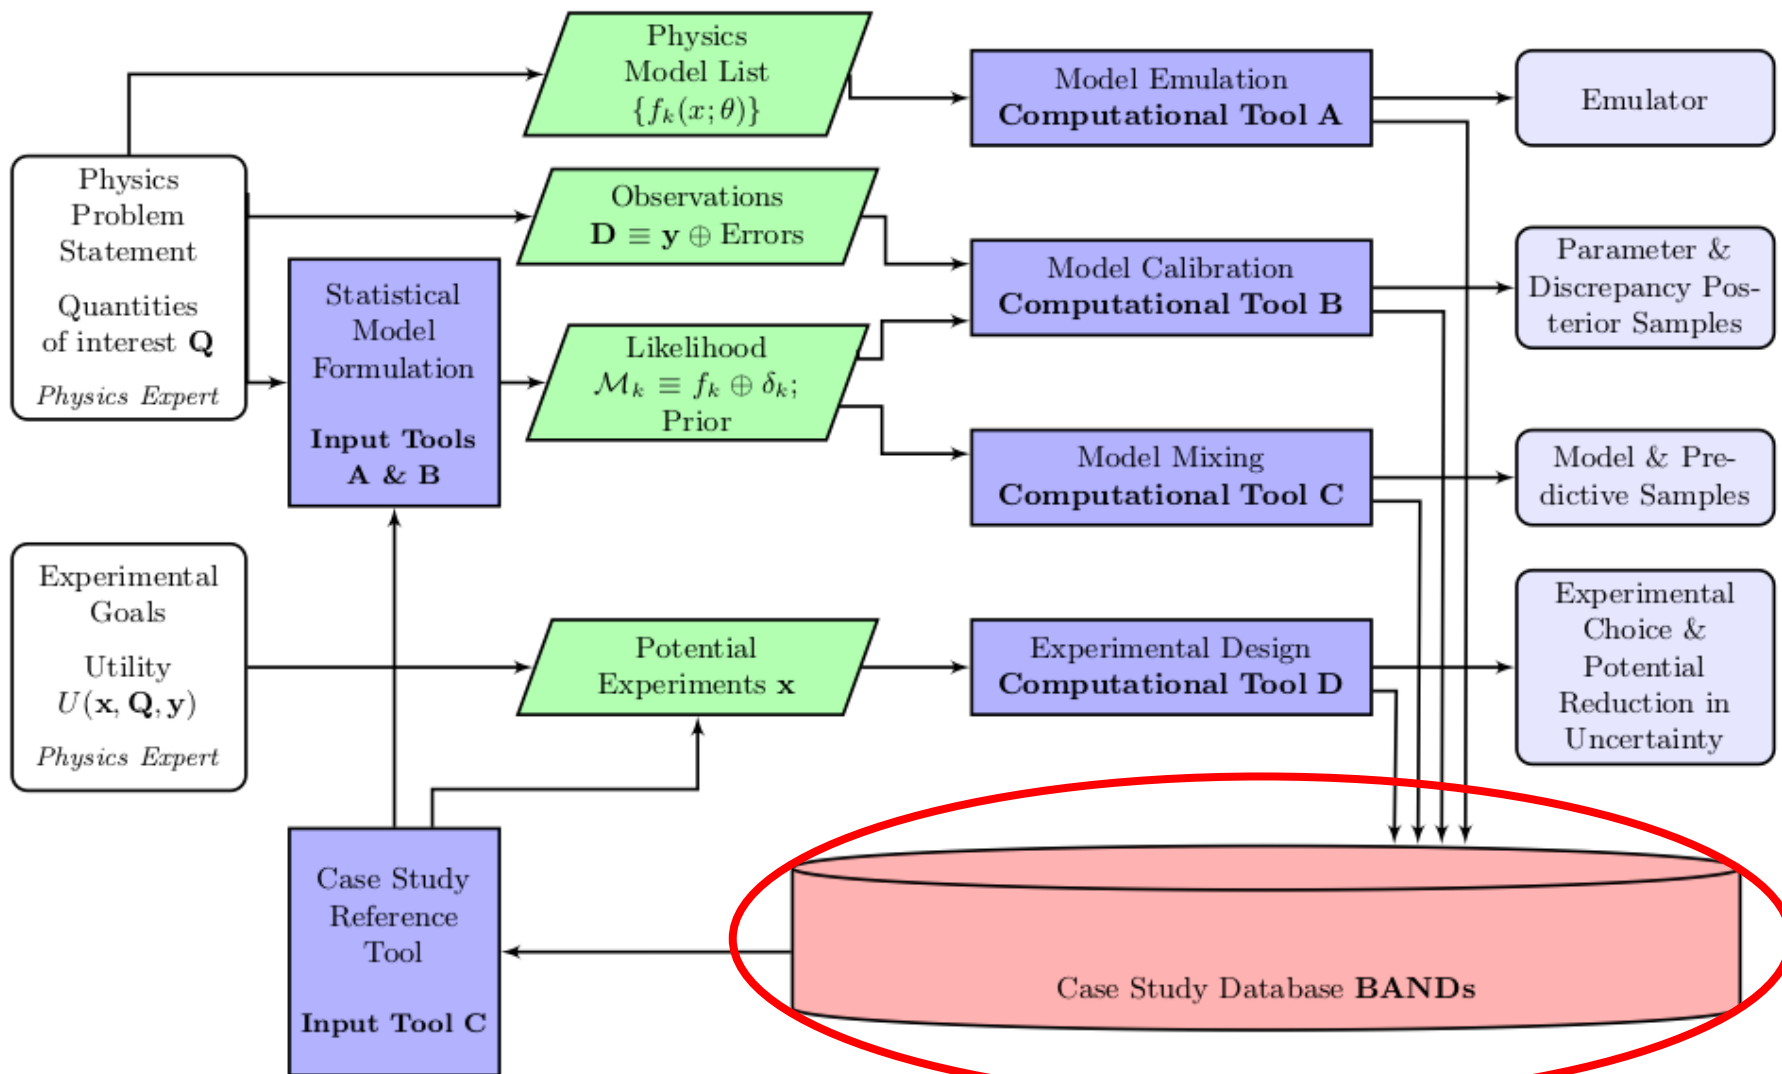 Physics
Model List
{f_k(x; θ)}
Model Emulation
Computational Tool A
Emulator
Physics
Problem
Statement
Quantities
of interest Q
Physics Expert
Observations
D ≡ y ⊕ Errors
Statistical
Model
Formulation
Input Tools
A & B
Likelihood
ℳ_k ≡ f_k ⊕ δ_k;
Prior
Model Calibration
Computational Tool B
Parameter &
Discrepancy Pos-
terior Samples
Model Mixing
Computational Tool C
Model & Pre-
dictive Samples
Experimental
Goals
Utility
U(x, Q, y)
Physics Expert
Potential
Experiments x
Experimental Design
Computational Tool D
Experimental
Choice &
Potential
Reduction in
Uncertainty
Case Study
Reference
Tool
Input Tool C
Case Study Database BANDs